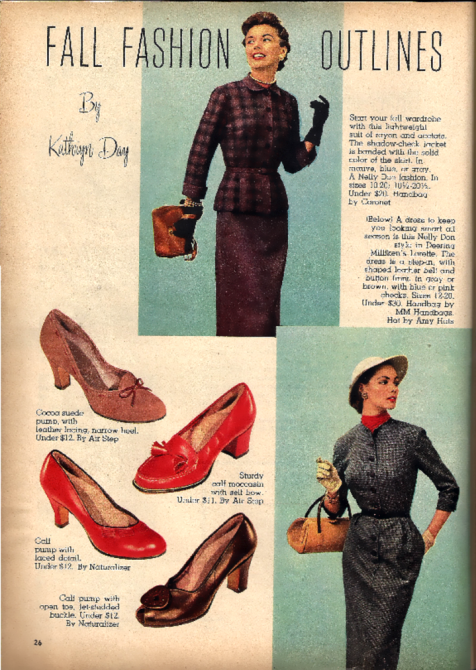 FALL FASHION OUTLINES
By
Kathryn Day
Start your fall wardrobe
with this lightweight
suit of rayon and acetate.
The shadow-check jacket
is banded with the solid
color of the skirt. In
mauve, blue, or gray.
A Nelly Don fashion. In
sizes 10-20; 10½-20½.
Under $20. Handbag
by Coronet
(Below) A dress to keep
you looking smart all
season is this Nelly Don
style in Deering
Milliken's Lorette. The
dress is a step-in, with
shaped leather belt and
button front. In gray or
brown, with blue or pink
checks. Sizes 12-20.
Under $30. Handbag by
MM Handbags.
Hat by Amy Hats
Cocoa suede
pump, with
leather lacing, narrow heel.
Under $12. By Air Step
Sturdy
calf moccasin
with self bow.
Under $11. By Air Step
Calf
pump with
laced detail.
Under $12. By Naturalizer
Calf pump with
open toe, jet-studded
buckle. Under $12.
By Naturalizer
26